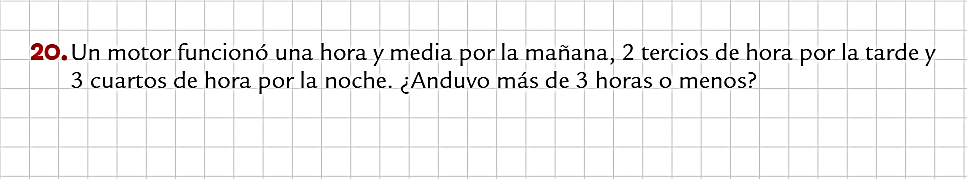 20. Un motor funcionó una hora y media por la mañana, 2 tercios de hora por la tarde y
3 cuartos de hora por la noche. ¿Anduvo más de 3 horas o menos?